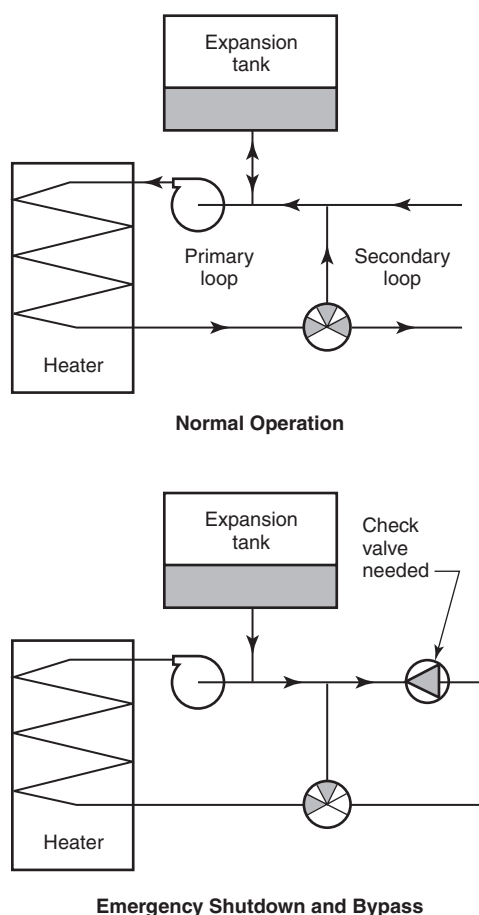 Expansion
tank
Primary
loop
Secondary
loop
Heater
Normal Operation
Expansion
tank
Check
valve
needed
Heater
Emergency Shutdown and Bypass